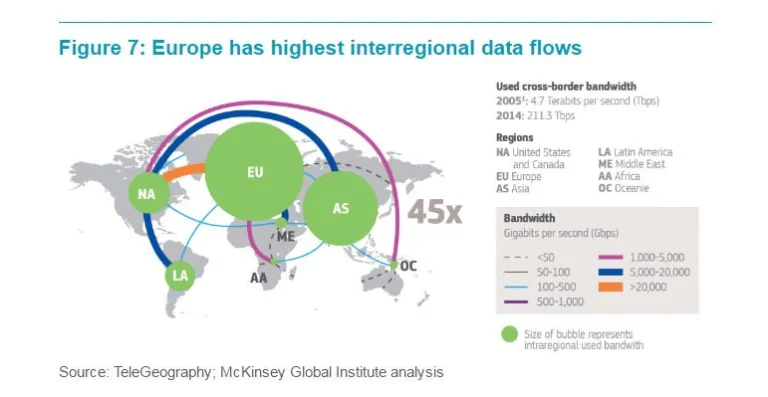 Figure 7: Europe has highest interregional data flows
Used cross-border bandwidth
2005¹: 4.7 Terabits per second (Tbps)
2014: 211.3 Tbps
Regions
NA United States
and Canada
EU Europe
AS Asia
LA Latin America
ME Middle East
AA Africa
OC Oceanie
Bandwidth
Gigabits per second (Gbps)
<50
50-100
100-500
500-1,000
1,000-5,000
5,000-20,000
>20,000
Size of bubble represents
intraregional used bandwith
NA
EU
AS
45x
ME
LA
AA
OC
Source: TeleGeography; McKinsey Global Institute analysis